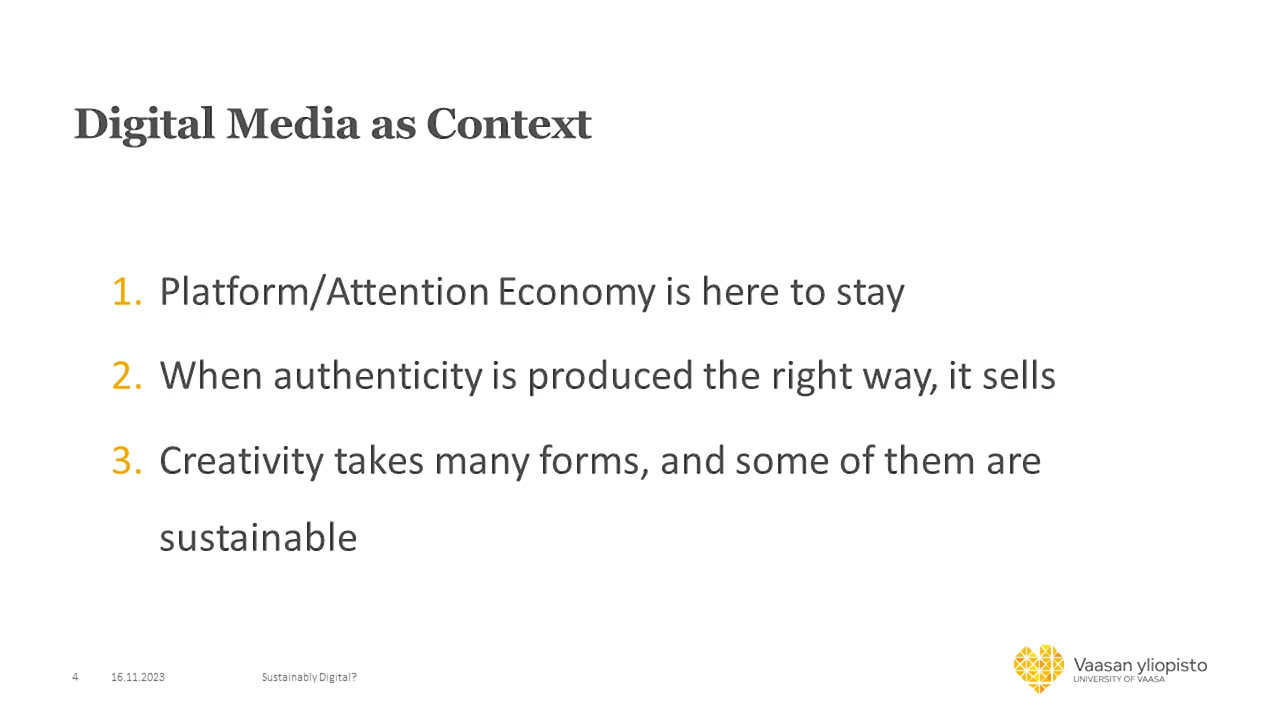 Digital Media as Context
1. Platform/Attention Economy is here to stay
2. When authenticity is produced the right way, it sells
3. Creativity takes many forms, and some of them are
sustainable
4 16.11.2023 Sustainably Digital?
Vaasan yliopisto
UNIVERSITY OF VAASA